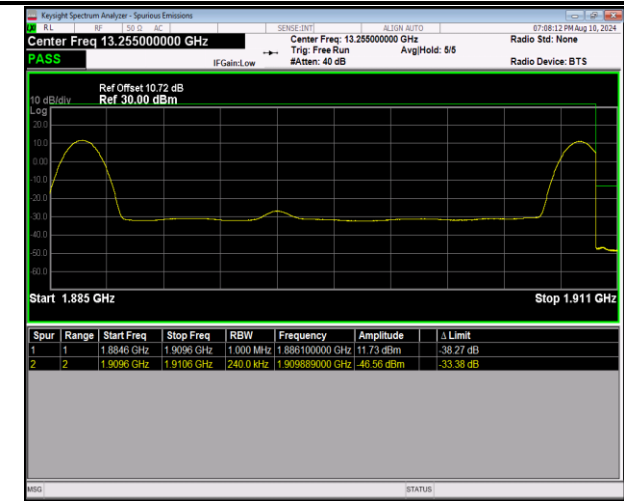 Keysight Spectrum Analyzer - Spurious Emissions
RL RF 50 Ω AC SENSE:INT ALIGN AUTO 07:08:12 PM Aug 10, 2024
Center Freq 13.255000000 GHz Center Freq: 13.255000000 GHz Radio Std: None
Trig: Free Run Avg|Hold: 5/5
PASS IFGain:Low #Atten: 40 dB Radio Device: BTS
Ref Offset 10.72 dB
10 dB/div Ref 30.00 dBm
Log
20.0
10.0
0.00
-10.0
-20.0
-30.0
-40.0
-50.0
-60.0
Start 1.885 GHz Stop 1.911 GHz
Spur Range Start Freq Stop Freq RBW Frequency Amplitude Δ Limit
1 1 1.8846 GHz 1.9096 GHz 1.000 MHz 1.886100000 GHz 11.73 dBm -38.27 dB
2 2 1.9096 GHz 1.9106 GHz 240.0 kHz 1.909889000 GHz -46.56 dBm -33.38 dB
MSG STATUS